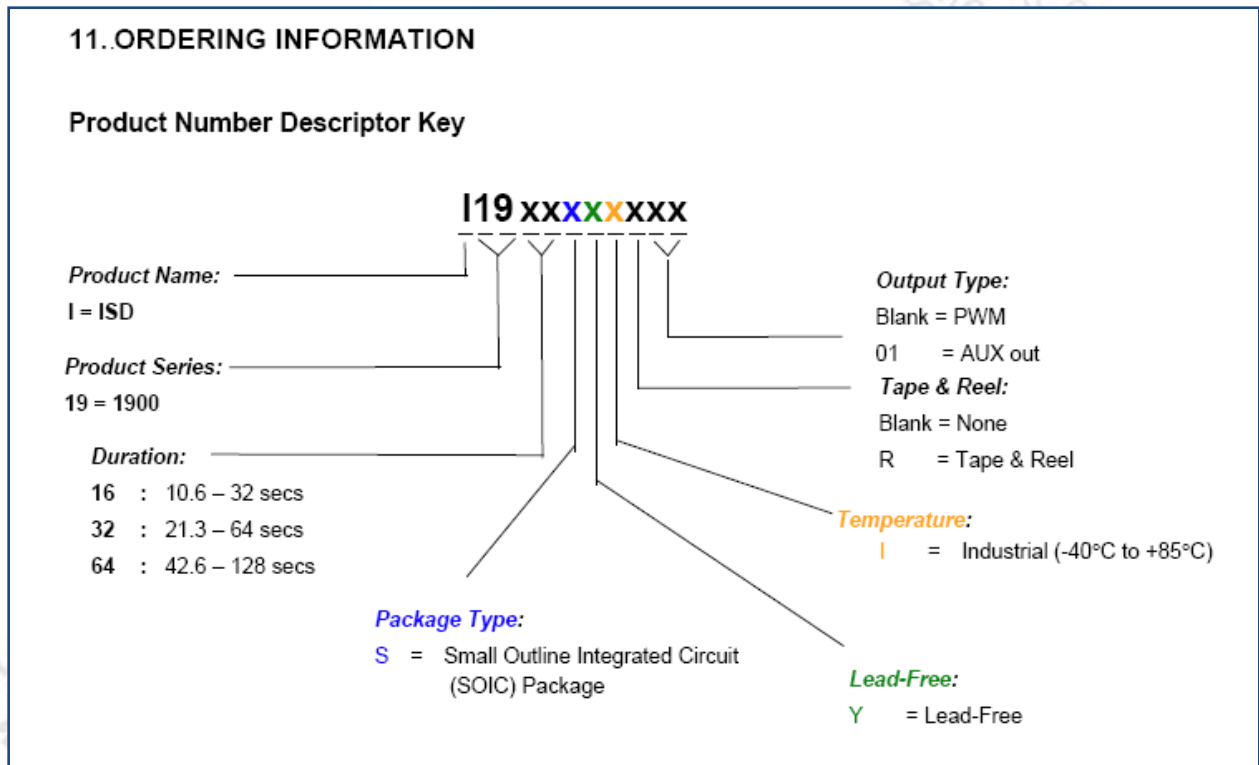 11..ORDERING INFORMATION
Product Number Descriptor Key
I19 xxxxxxxx
Product Name:
I = ISD
Product Series:
19 = 1900
Duration:
16 : 10.6 – 32 secs
32 : 21.3 – 64 secs
64 : 42.6 – 128 secs
Package Type:
S = Small Outline Integrated Circuit
(SOIC) Package
Output Type:
Blank = PWM
01 = AUX out
Tape & Reel:
Blank = None
R = Tape & Reel
Temperature:
I = Industrial (-40°C to +85°C)
Lead-Free:
Y = Lead-Free